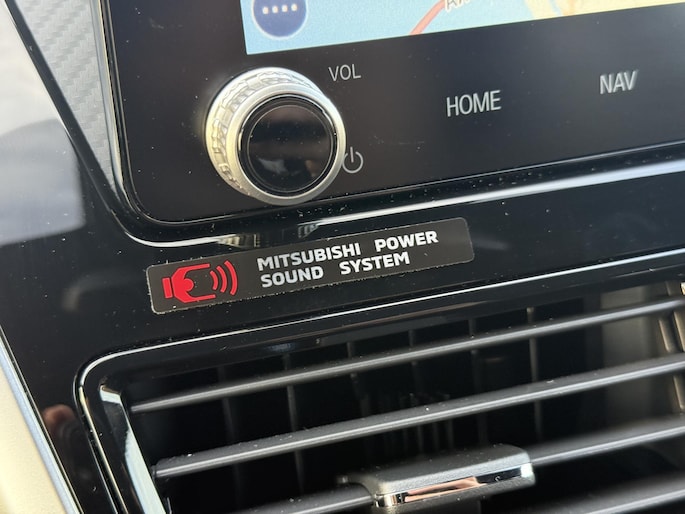 VOL
HOME
NAV
MITSUBISHI POWER
SOUND SYSTEM